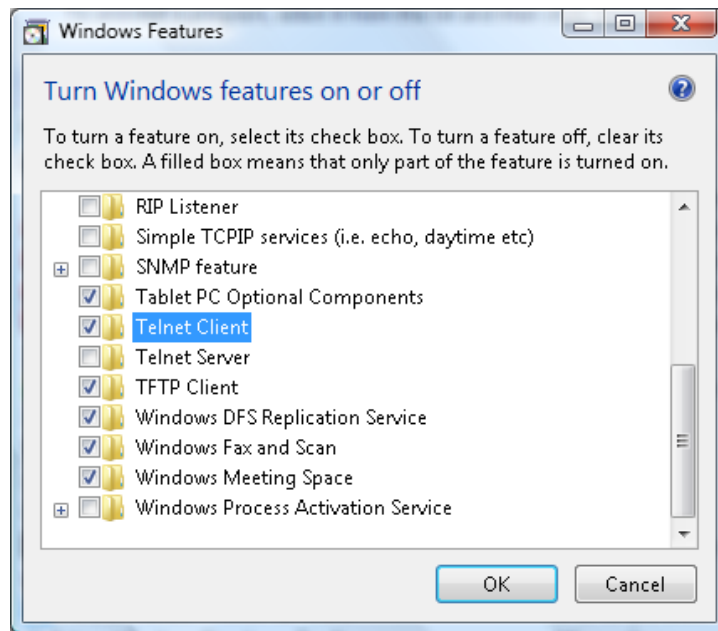 Windows Features
Turn Windows features on or off
To turn a feature on, select its check box. To turn a feature off, clear its
check box. A filled box means that only part of the feature is turned on.
RIP Listener
Simple TCPIP services (i.e. echo, daytime etc)
SNMP feature
Tablet PC Optional Components
Telnet Client
Telnet Server
TFTP Client
Windows DFS Replication Service
Windows Fax and Scan
Windows Meeting Space
Windows Process Activation Service
OK Cancel